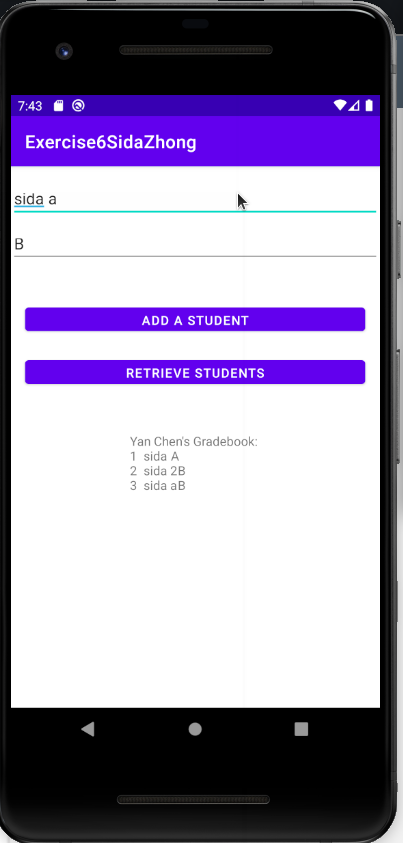 7:43
Exercise6SidaZhong
sida a
B
ADD A STUDENT
RETRIEVE STUDENTS
Yan Chen's Gradebook:
1 sida A
2 sida 2B
3 sida aB